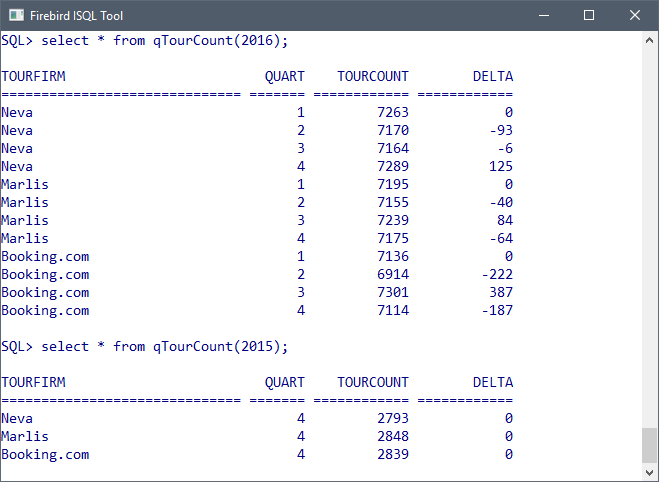 Firebird ISQL Tool
SQL> select * from qTourCount(2016);
TOURFIRM                         QUART    TOURCOUNT        DELTA
============================== ======= ============ ============
Neva                                 1         7263            0
Neva                                 2         7170          -93
Neva                                 3         7164           -6
Neva                                 4         7289          125
Marlis                               1         7195            0
Marlis                               2         7155          -40
Marlis                               3         7239           84
Marlis                               4         7175          -64
Booking.com                          1         7136            0
Booking.com                          2         6914         -222
Booking.com                          3         7301          387
Booking.com                          4         7114         -187
SQL> select * from qTourCount(2015);
TOURFIRM                         QUART    TOURCOUNT        DELTA
============================== ======= ============ ============
Neva                                 4         2793            0
Marlis                               4         2848            0
Booking.com                          4         2839            0